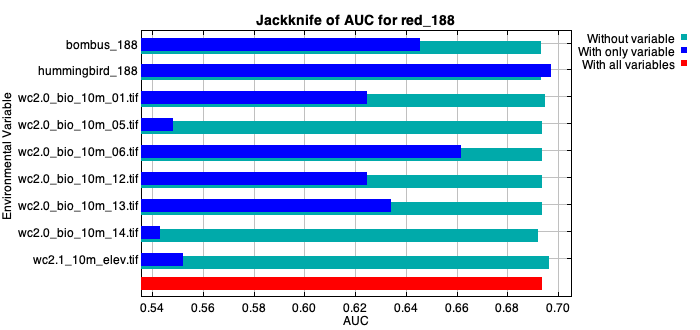 Jackknife of AUC for red_188
Without variable
With only variable
With all variables
Environmental Variable
bombus_188
hummingbird_188
wc2.0_bio_10m_01.tif
wc2.0_bio_10m_05.tif
wc2.0_bio_10m_06.tif
wc2.0_bio_10m_12.tif
wc2.0_bio_10m_13.tif
wc2.0_bio_10m_14.tif
wc2.1_10m_elev.tif
0.54 0.56 0.58 0.60 0.62 0.64 0.66 0.68 0.70
AUC